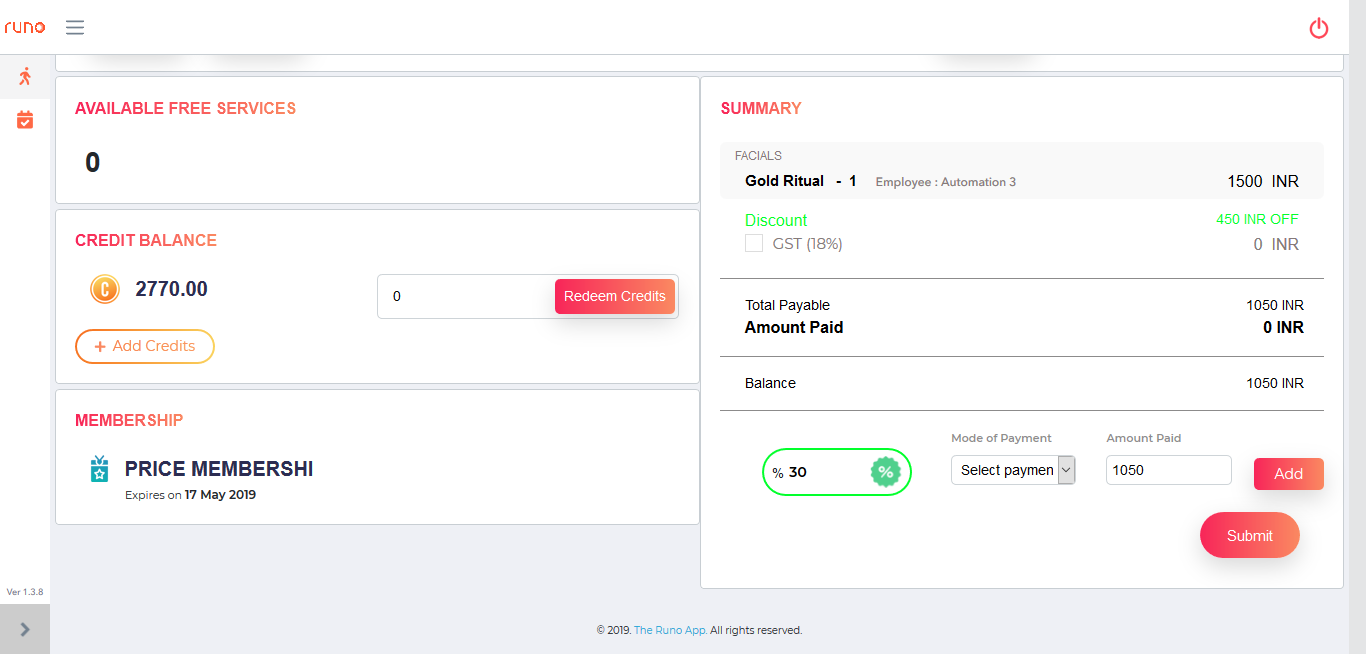 runo
AVAILABLE FREE SERVICES
0
CREDIT BALANCE
C 2770.00
0 Redeem Credits
+ Add Credits
MEMBERSHIP
PRICE MEMBERSHI
Expires on 17 May 2019
SUMMARY
FACIALS
Gold Ritual - 1 Employee : Automation 3 1500 INR
Discount 450 INR OFF
GST (18%) 0 INR
Total Payable 1050 INR
Amount Paid 0 INR
Balance 1050 INR
Mode of Payment Amount Paid
% 30 % Select paymen 1050 Add
Submit
Ver 1.3.8
© 2019. The Runo App. All rights reserved.